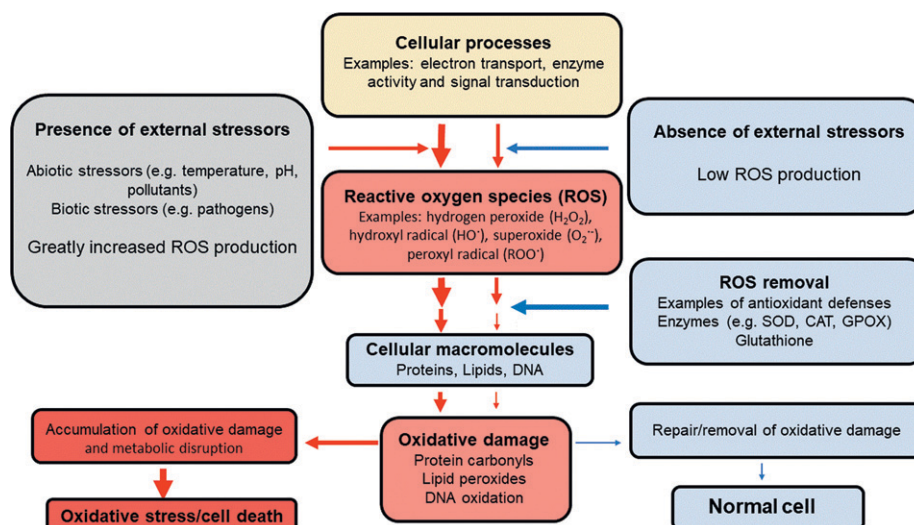 Cellular processes
Examples: electron transport, enzyme
activity and signal transduction
Presence of external stressors
Abiotic stressors (e.g. temperature, pH,
pollutants)
Biotic stressors (e.g. pathogens)
Greatly increased ROS production
Absence of external stressors
Low ROS production
Reactive oxygen species (ROS)
Examples: hydrogen peroxide (H₂O₂),
hydroxyl radical (HO˙), superoxide (O₂˙⁻),
peroxyl radical (ROO˙)
ROS removal
Examples of antioxidant defenses
Enzymes (e.g. SOD, CAT, GPOX)
Glutathione
Cellular macromolecules
Proteins, Lipids, DNA
Accumulation of oxidative damage
and metabolic disruption
Oxidative damage
Protein carbonyls
Lipid peroxides
DNA oxidation
Repair/removal of oxidative damage
Oxidative stress/cell death
Normal cell